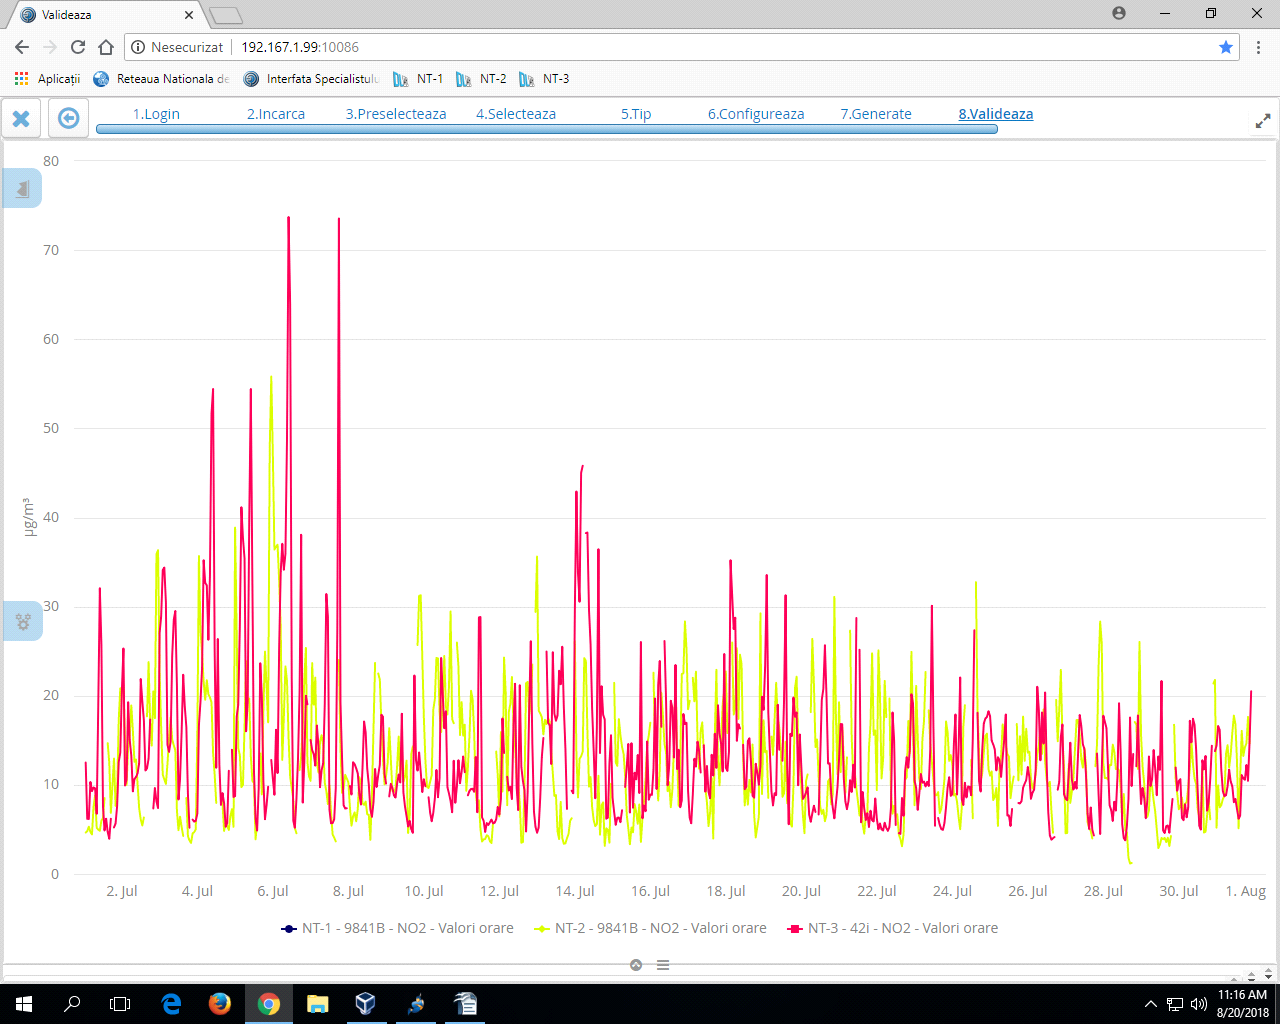 Valideaza
Nesecurizat 192.167.1.99:10086
Aplicații Reteaua Nationala de Interfata Specialistulu NT-1 NT-2 NT-3
1.Login 2.Incarca 3.Preselecteaza 4.Selecteaza 5.Tip 6.Configureaza 7.Generate 8.Valideaza
80
70
60
50
40
30
20
10
0
µg/m³
2. Jul 4. Jul 6. Jul 8. Jul 10. Jul 12. Jul 14. Jul 16. Jul 18. Jul 20. Jul 22. Jul 24. Jul 26. Jul 28. Jul 30. Jul 1. Aug
NT-1 - 9841B - NO2 - Valori orare NT-2 - 9841B - NO2 - Valori orare NT-3 - 42i - NO2 - Valori orare
11:16 AM
8/20/2018